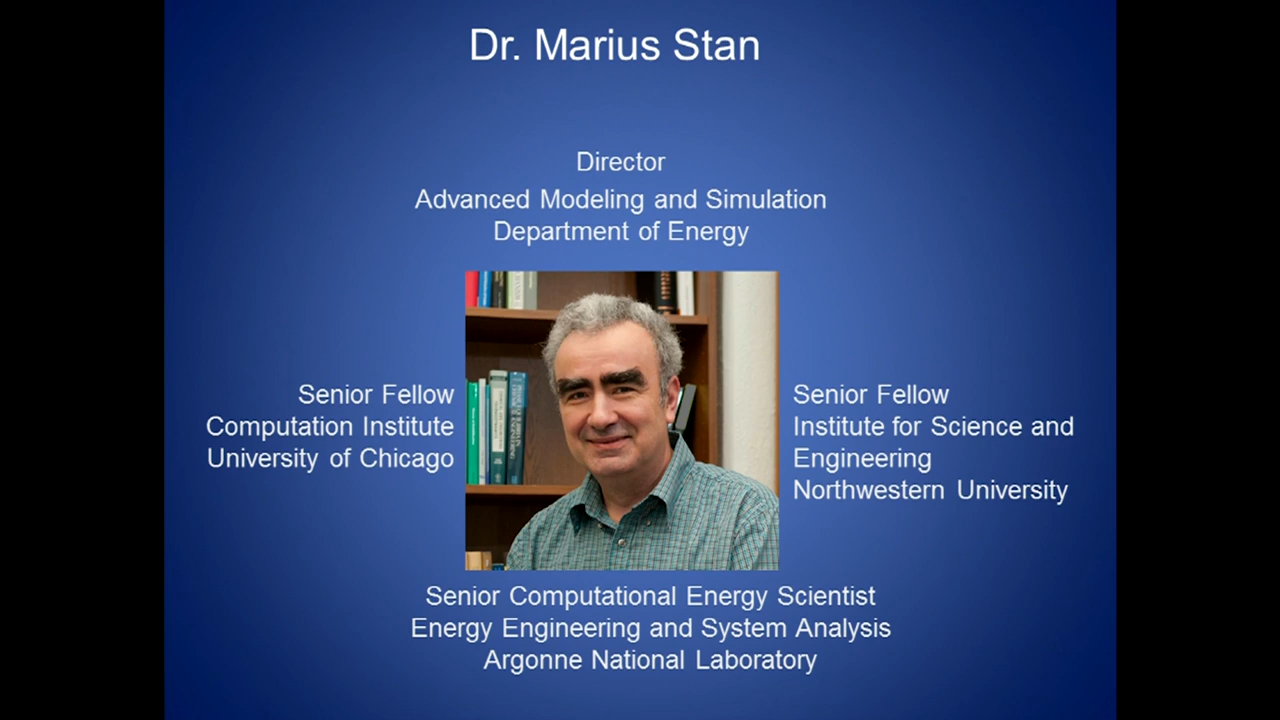 Dr. Marius Stan
Director
Advanced Modeling and Simulation
Department of Energy
Senior Fellow
Computation Institute
University of Chicago
Senior Fellow
Institute for Science and
Engineering
Northwestern University
Senior Computational Energy Scientist
Energy Engineering and System Analysis
Argonne National Laboratory